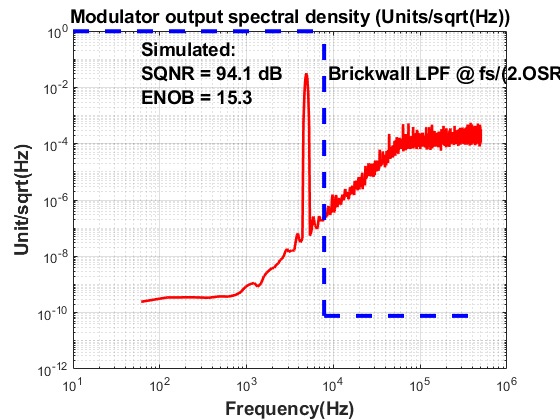 Modulator output spectral density (Units/sqrt(Hz))
Simulated:
SQNR = 94.1 dB
ENOB = 15.3
Brickwall LPF @ fs/(2.OSR
Unit/sqrt(Hz)
10^0
10^-2
10^-4
10^-6
10^-8
10^-10
10^-12
10^1 10^2 10^3 10^4 10^5 10^6
Frequency(Hz)